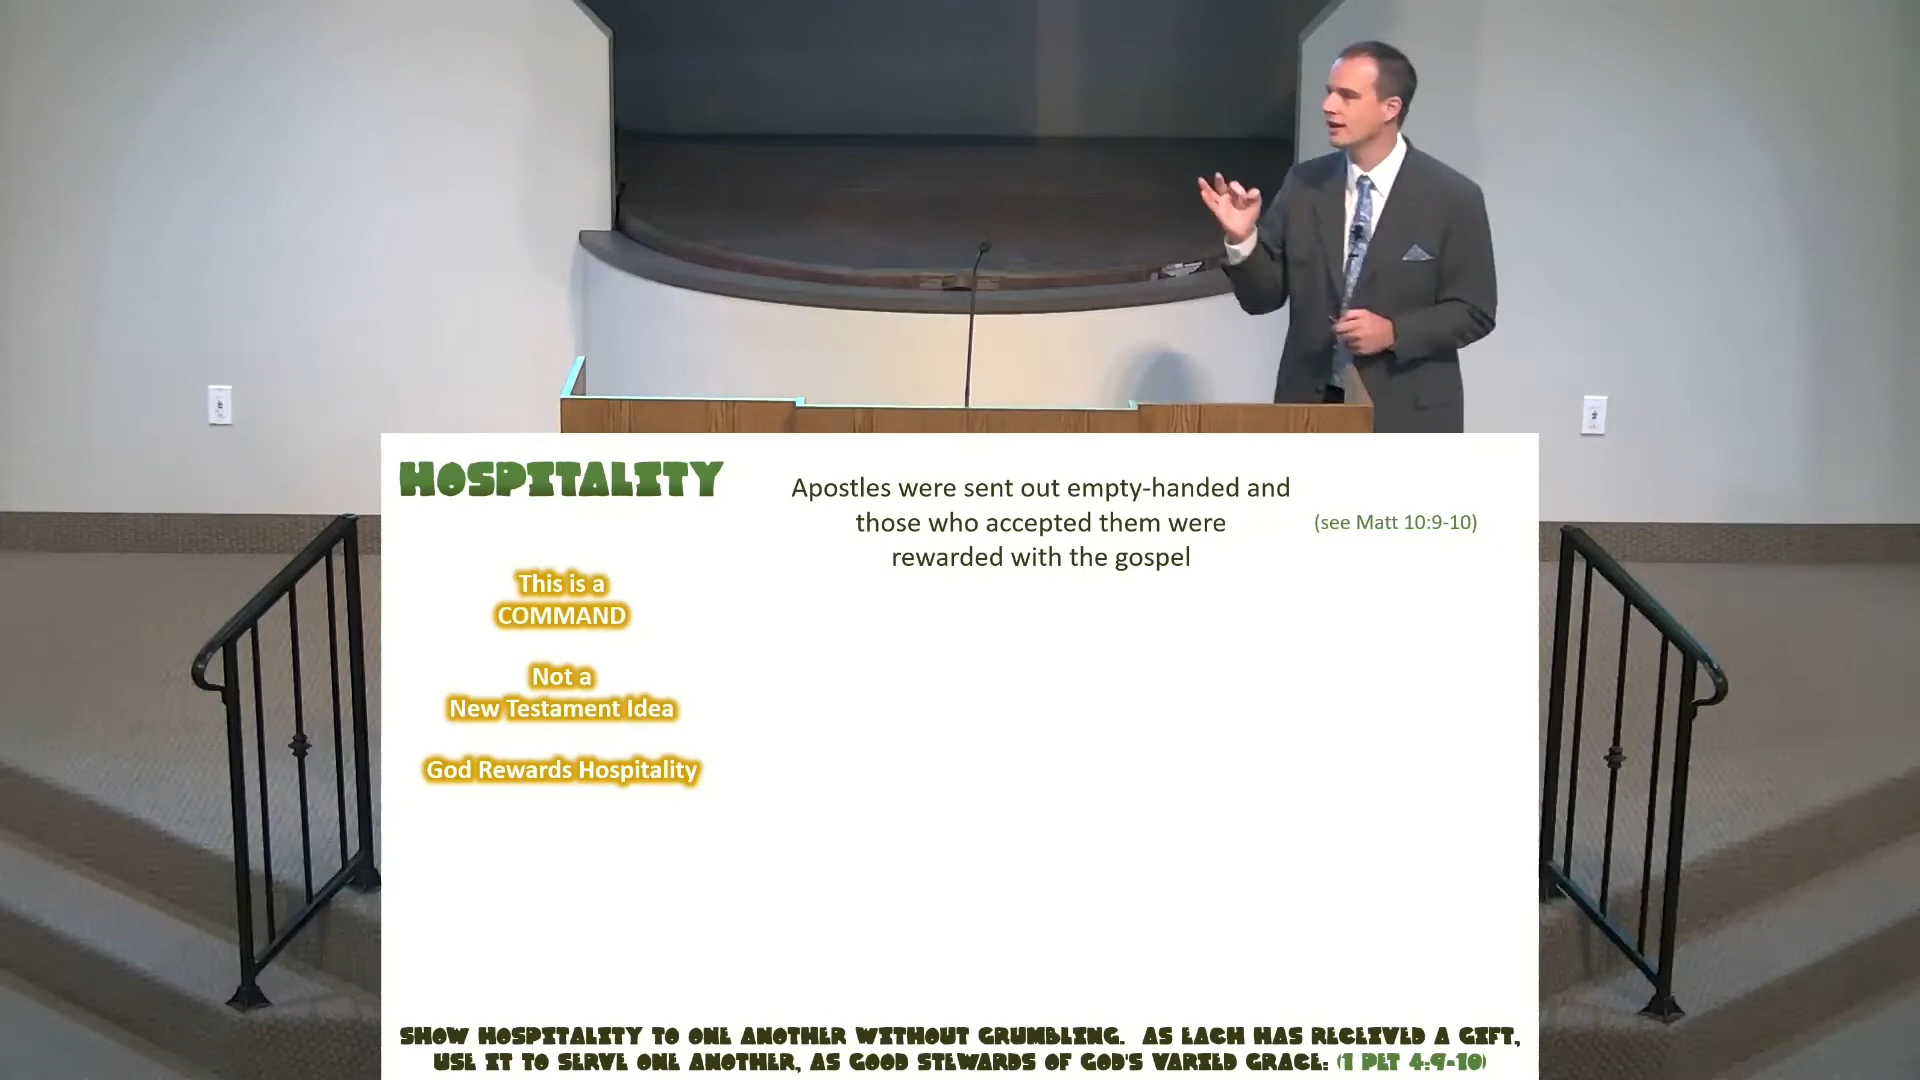 HOSPITALITY
Apostles were sent out empty-handed and
those who accepted them were
rewarded with the gospel
(see Matt 10:9-10)
This is a
COMMAND
Not a
New Testament Idea
God Rewards Hospitality
SHOW HOSPITALITY TO ONE ANOTHER WITHOUT GRUMBLING. AS EACH HAS RECEIVED A GIFT,
USE IT TO SERVE ONE ANOTHER, AS GOOD STEWARDS OF GOD'S VARIED GRACE: (1 PET 4:9-10)